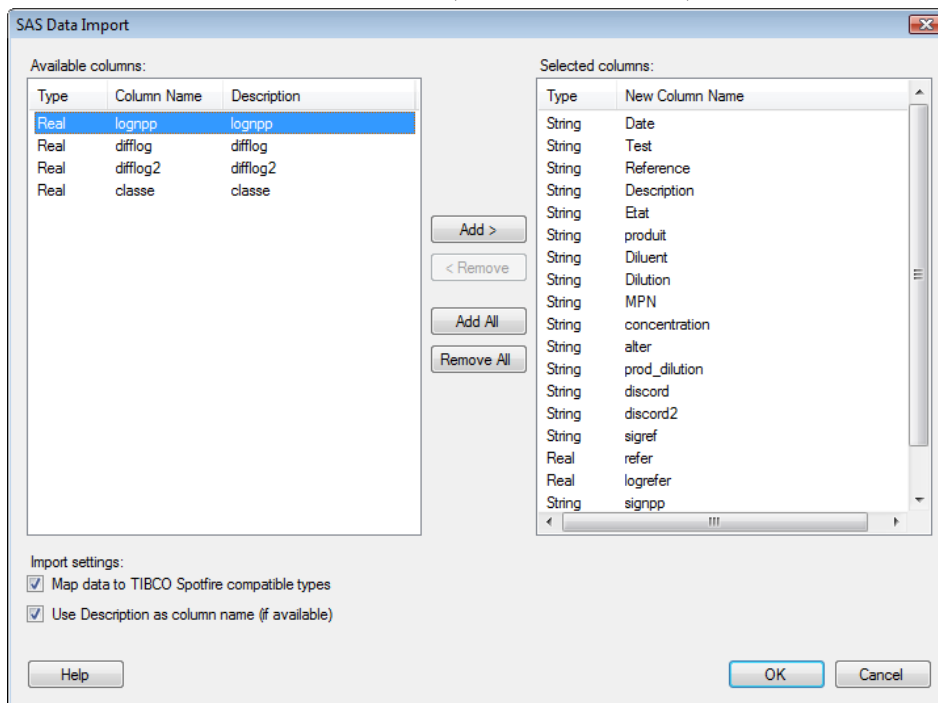 SAS Data Import
Available columns:
Type Column Name Description
Real lognpp lognpp
Real difflog difflog
Real difflog2 difflog2
Real classe classe
Add >
< Remove
Add All
Remove All
Selected columns:
Type New Column Name
String Date
String Test
String Reference
String Description
String Etat
String produit
String Diluent
String Dilution
String MPN
String concentration
String alter
String prod_dilution
String discord
String discord2
String sigref
Real refer
Real logrefer
String signpp
Import settings:
Map data to TIBCO Spotfire compatible types
Use Description as column name (if available)
Help
OK
Cancel